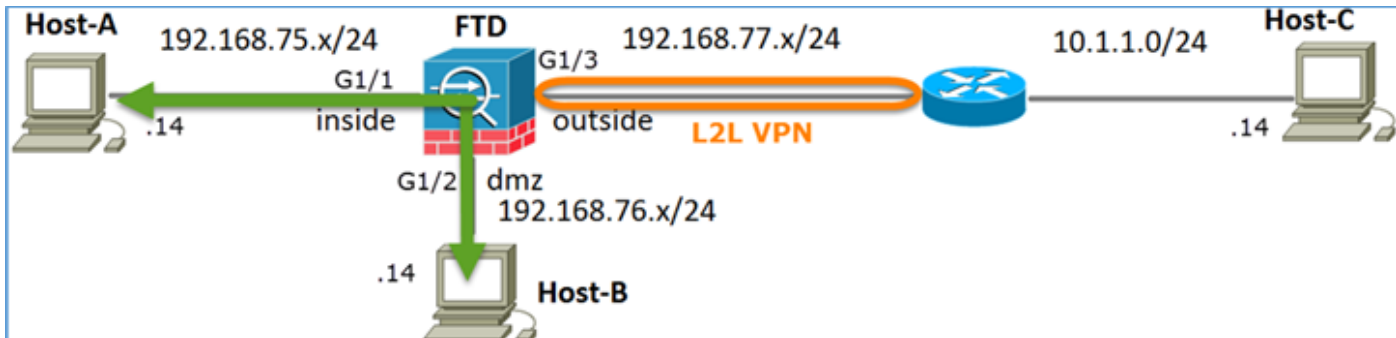 Host-A
192.168.75.x/24
FTD
192.168.77.x/24
10.1.1.0/24
Host-C
G1/3
G1/1
.14
inside
outside
L2L VPN
.14
G1/2
dmz
192.168.76.x/24
.14
Host-B